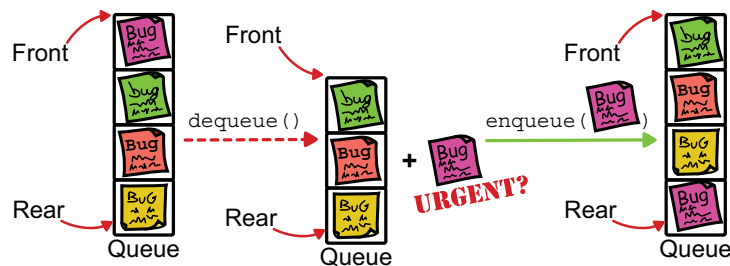 Front
Bug
bug
Bug
BUG
Rear
Queue
dequeue()
Front
bug
Bug
BUG
Rear
Queue
+
Bug
URGENT?
enqueue(
Bug
)
Front
bug
Bug
BUG
Bug
Rear
Queue